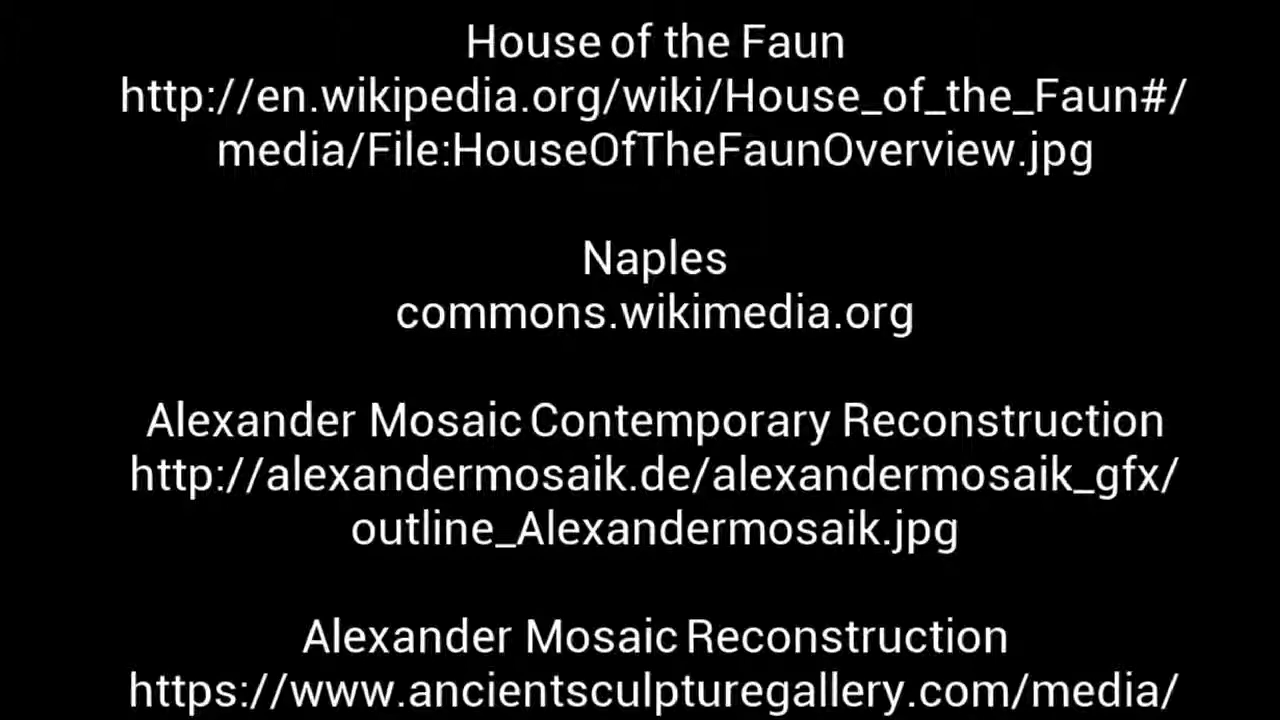 House of the Faun
http://en.wikipedia.org/wiki/House_of_the_Faun#/
media/File:HouseOfTheFaunOverview.jpg
Naples
commons.wikimedia.org
Alexander Mosaic Contemporary Reconstruction
http://alexandermosaik.de/alexandermosaik_gfx/
outline_Alexandermosaik.jpg
Alexander Mosaic Reconstruction
https://www.ancientsculpturegallery.com/media/